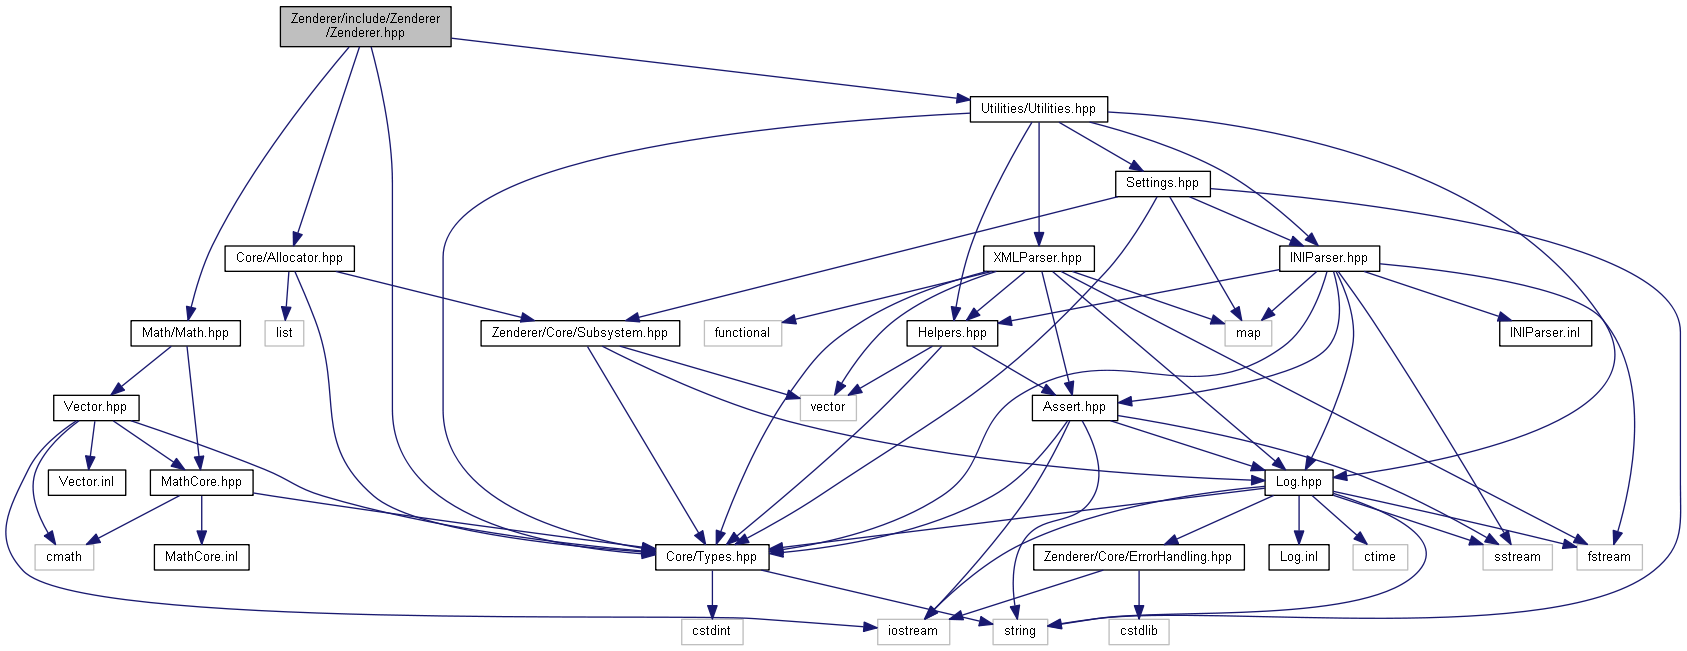 Zenderer/include/Zenderer
/Zenderer.hpp
Utilities/Utilities.hpp
Settings.hpp
Core/Allocator.hpp
XMLParser.hpp
INIParser.hpp
Math/Math.hpp
list
Zenderer/Core/Subsystem.hpp
functional
Helpers.hpp
map
INIParser.inl
Vector.hpp
vector
Assert.hpp
Vector.inl
MathCore.hpp
Log.hpp
cmath
MathCore.inl
Core/Types.hpp
Zenderer/Core/ErrorHandling.hpp
Log.inl
ctime
sstream
fstream
cstdint
iostream
string
cstdlib